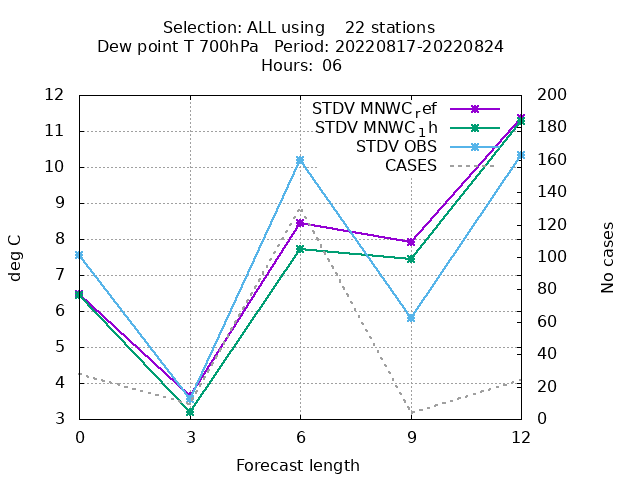 Selection: ALL using    22 stations
Dew point T 700hPa   Period: 20220817-20220824
Hours: 06
STDV MNWC_ref
STDV MNWC_1h
STDV OBS
CASES
12
11
10
9
8
7
6
5
4
3
200
180
160
140
120
100
80
60
40
20
0
deg C
No cases
0 3 6 9 12
Forecast length